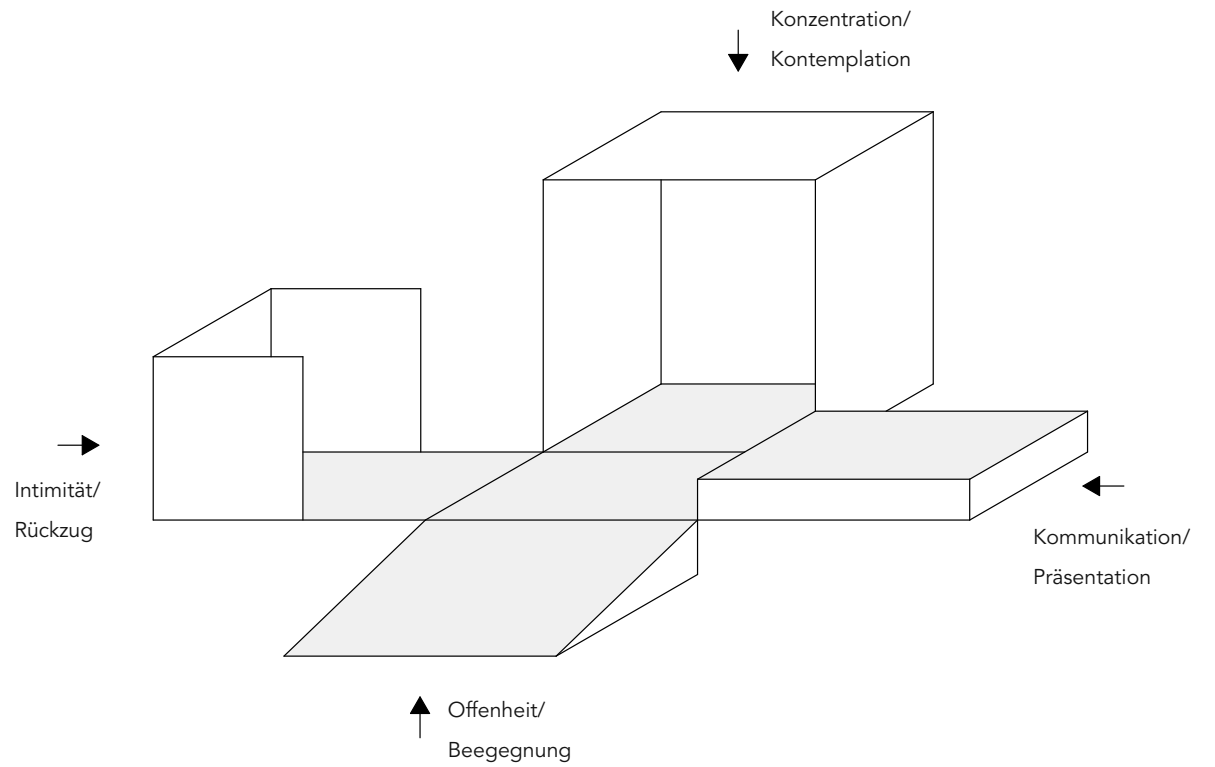 Konzentration/
Kontemplation
Intimität/
Rückzug
Kommunikation/
Präsentation
Offenheit/
Beegegnung